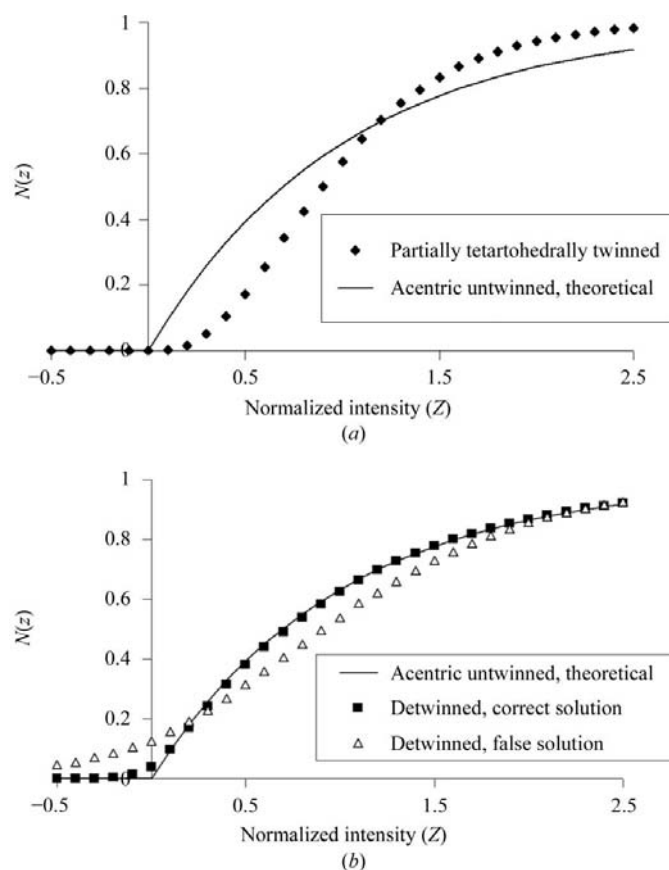 1
0.8
0.6
0.4
0.2
0
N(z)
−0.5
0.5
1.5
2.5
Partially tetartohedrally twinned
Acentric untwinned, theoretical
Normalized intensity (Z)
(a)
1
0.8
0.6
0.4
0.2
0
N(z)
−0.5
0.5
1.5
2.5
Acentric untwinned, theoretical
Detwinned, correct solution
Detwinned, false solution
Normalized intensity (Z)
(b)